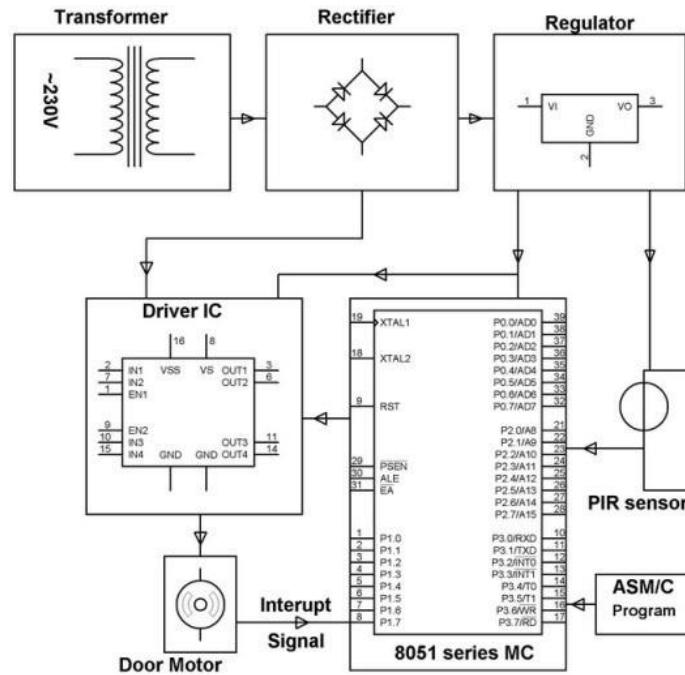 Transformer
Rectifier
Regulator
~230V
1
VI
VO
3
GND
2
Driver IC
16
8
VSS
VS
2
IN1
OUT1
3
7
IN2
OUT2
6
1
EN1
9
EN2
10
IN3
OUT3
11
15
IN4
OUT4
14
GND
GND
19
XTAL1
18
XTAL2
9
RST
29
PSEN
30
ALE
31
EA
1
P1.0
2
P1.1
3
P1.2
4
P1.3
5
P1.4
6
P1.5
7
P1.6
8
P1.7
P0.0/AD0
39
P0.1/AD1
38
P0.2/AD2
37
P0.3/AD3
36
P0.4/AD4
35
P0.5/AD5
34
P0.6/AD6
33
P0.7/AD7
32
P2.0/A8
21
P2.1/A9
22
P2.2/A10
23
P2.3/A11
24
P2.4/A12
25
P2.5/A13
26
P2.6/A14
27
P2.7/A15
28
P3.0/RXD
10
P3.1/TXD
11
P3.2/INT0
12
P3.3/INT1
13
P3.4/T0
14
P3.5/T1
15
P3.6/WR
16
P3.7/RD
17
8051 series MC
PIR sensor
ASM/C
Program
Interupt
Signal
Door Motor